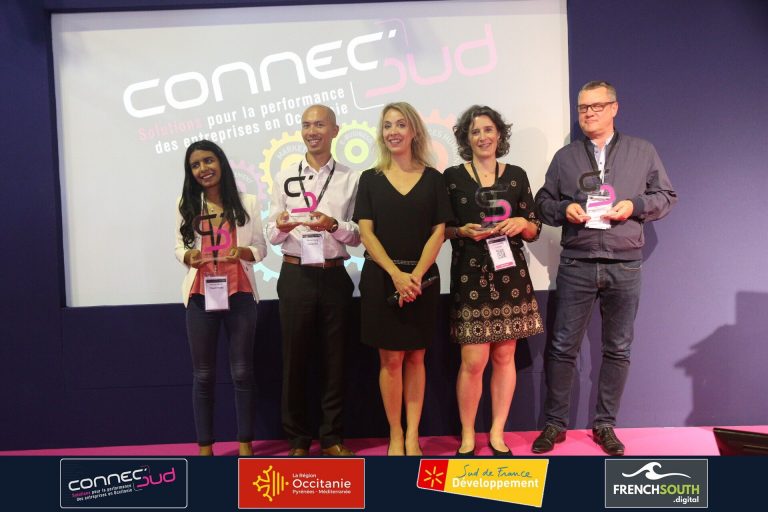 CONNEC'Sud
Solutions pour la performance
des entreprises en Occitanie
CONNEC'Sud
Solutions pour la performance
des entreprises en Occitanie
La Région
Occitanie
Pyrénées - Méditerranée
Sud de France
Développement
FRENCHSOUTH
.digital